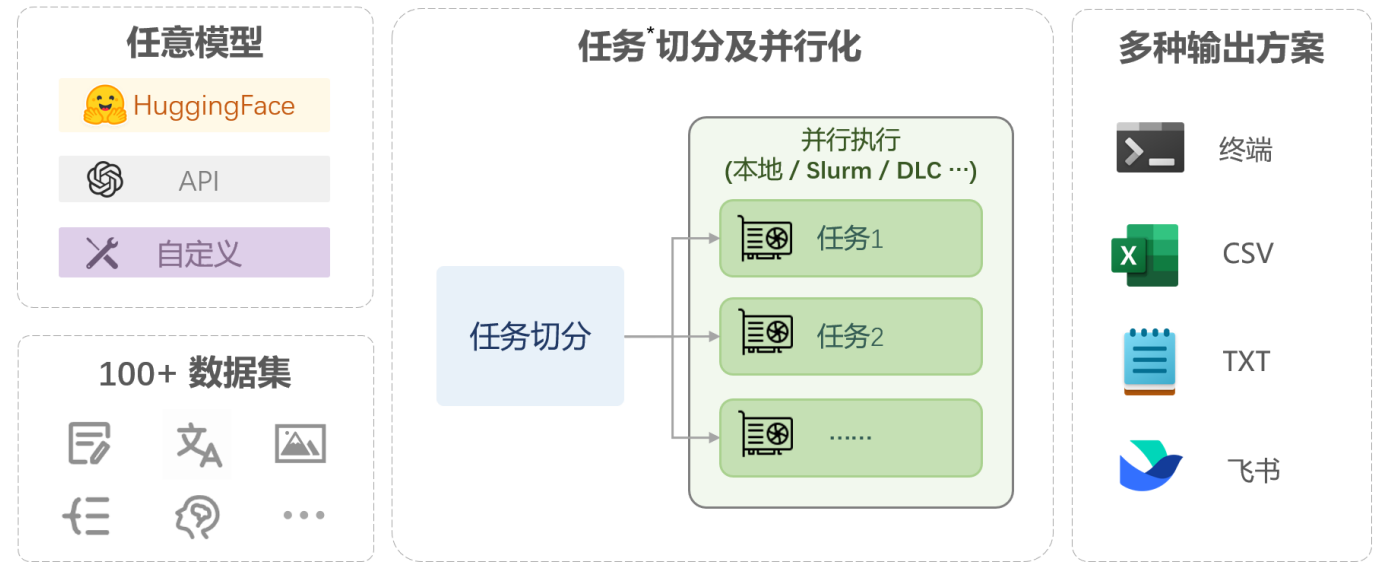 任意模型
HuggingFace
API
自定义
100+ 数据集
任务*切分及并行化
任务切分
并行执行
(本地 / Slurm / DLC ···)
任务1
任务2
······
多种输出方案
终端
X
CSV
TXT
飞书